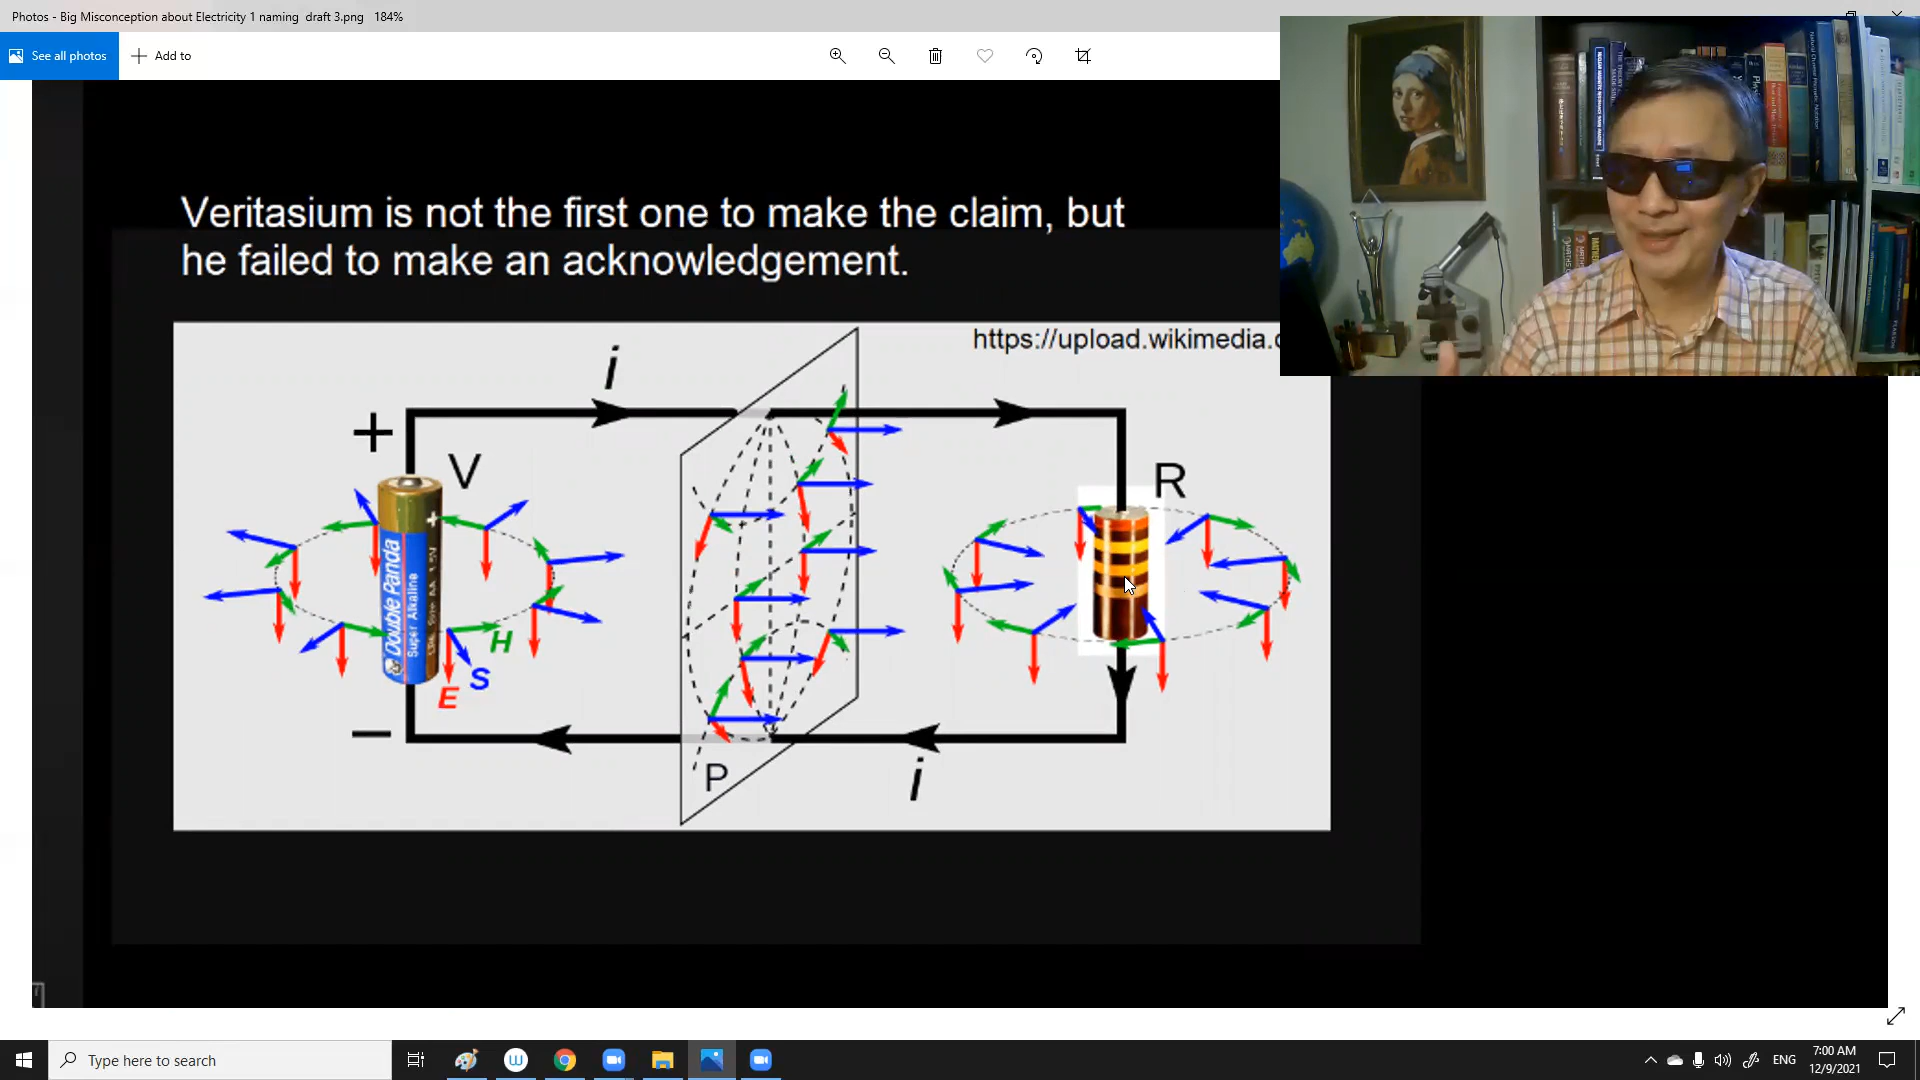 Photos - Big Misconception about Electricity 1 naming draft 3.png 184%
See all photos
Add to
Veritasium is not the first one to make the claim, but
he failed to make an acknowledgement.
https://upload.wikimedia.
i
+
V
R
+
Double Panda
Super Alkaline
H
S
E
−
P
i
Type here to search
W
ENG
7:00 AM
12/9/2021